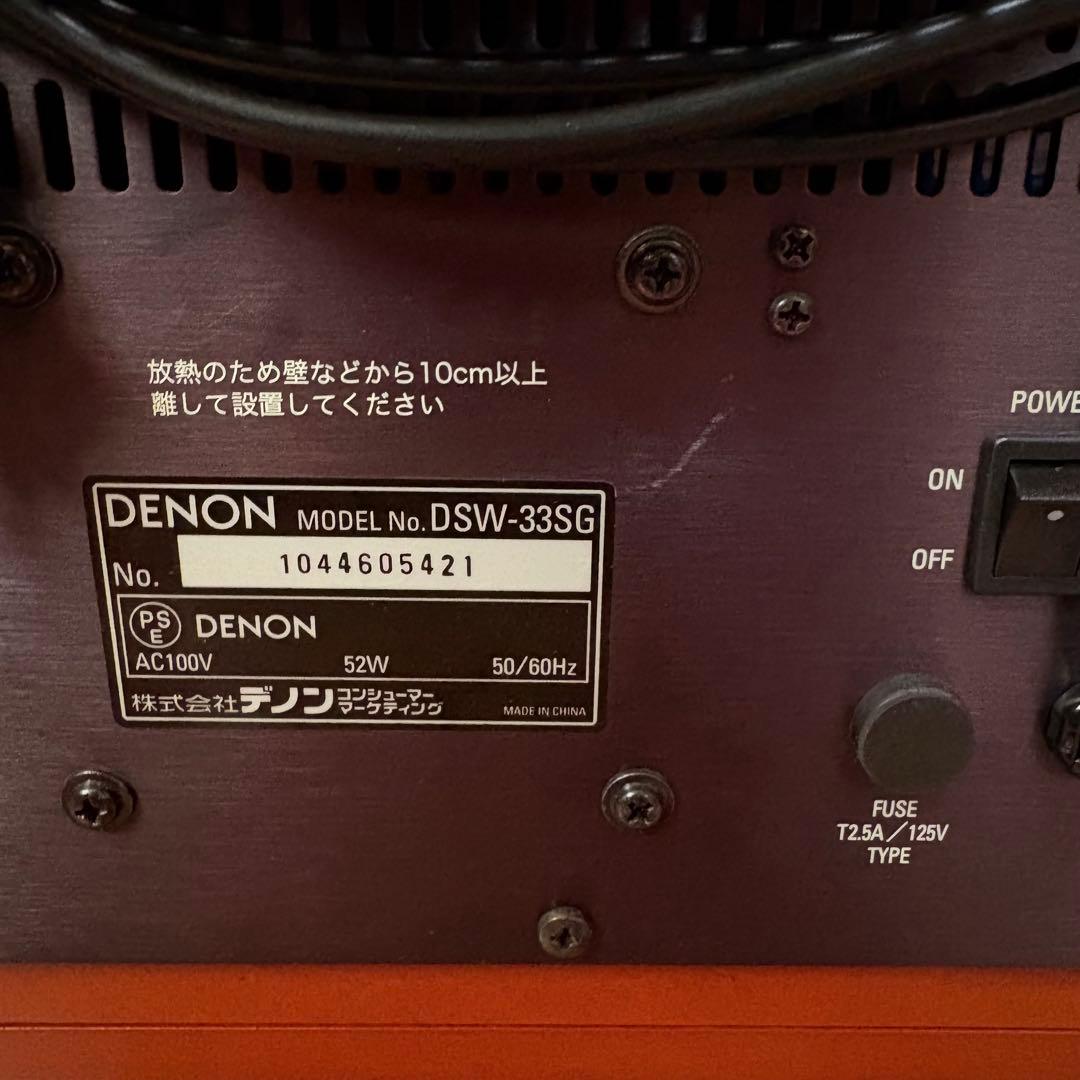 放熱のため壁などから10cm以上
離して設置してください
POWE
ON
OFF
DENON MODEL No. DSW-33SG
No. 1044605421
PSE DENON
AC100V 52W 50/60Hz
株式会社デノン コンシューマー
マーケティング
MADE IN CHINA
FUSE
T2.5A／125V
TYPE